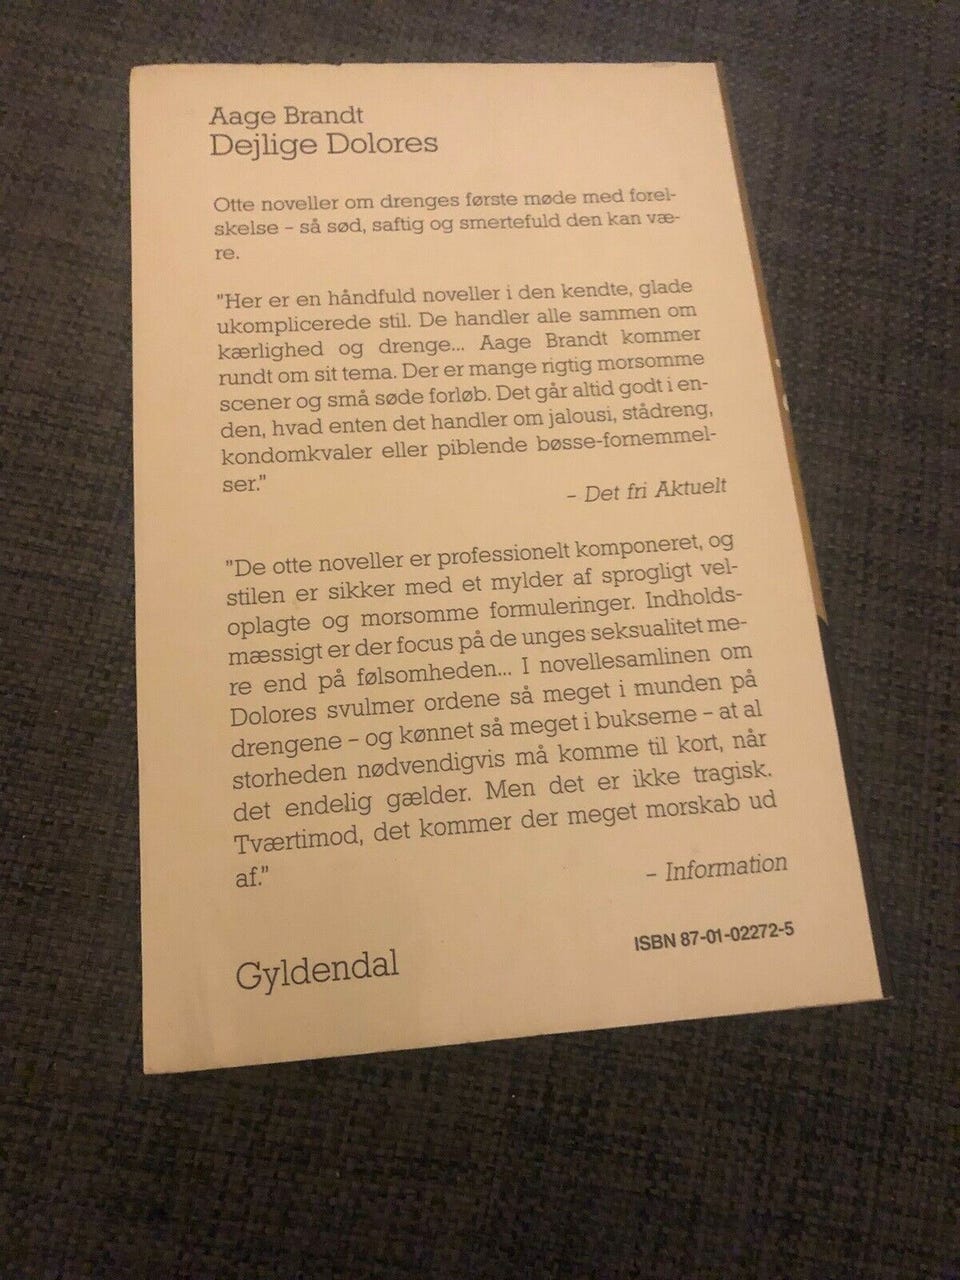 Aage Brandt
Dejlige Dolores
Otte noveller om drenges første møde med forel-
skelse – så sød, saftig og smertefuld den kan væ-
re.
"Her er en håndfuld noveller i den kendte, glade
ukomplicerede stil. De handler alle sammen om
kærlighed og drenge... Aage Brandt kommer
rundt om sit tema. Der er mange rigtig morsomme
scener og små søde forløb. Det går altid godt i en-
den, hvad enten det handler om jalousi, stådreng,
kondomkvaler eller piblende bøsse-fornemmel-
ser."
– Det fri Aktuelt
"De otte noveller er professionelt komponeret, og
stilen er sikker med et mylder af sprogligt vel-
oplagte og morsomme formuleringer. Indholds-
mæssigt er der focus på de unges seksualitet me-
re end på følsomheden... I novellesamlinen om
Dolores svulmer ordene så meget i munden på
drengene – og kønnet så meget i bukserne – at al
storheden nødvendigvis må komme til kort, når
det endelig gælder. Men det er ikke tragisk.
Tværtimod, det kommer der meget morskab ud
af."
– Information
ISBN 87-01-02272-5
Gyldendal